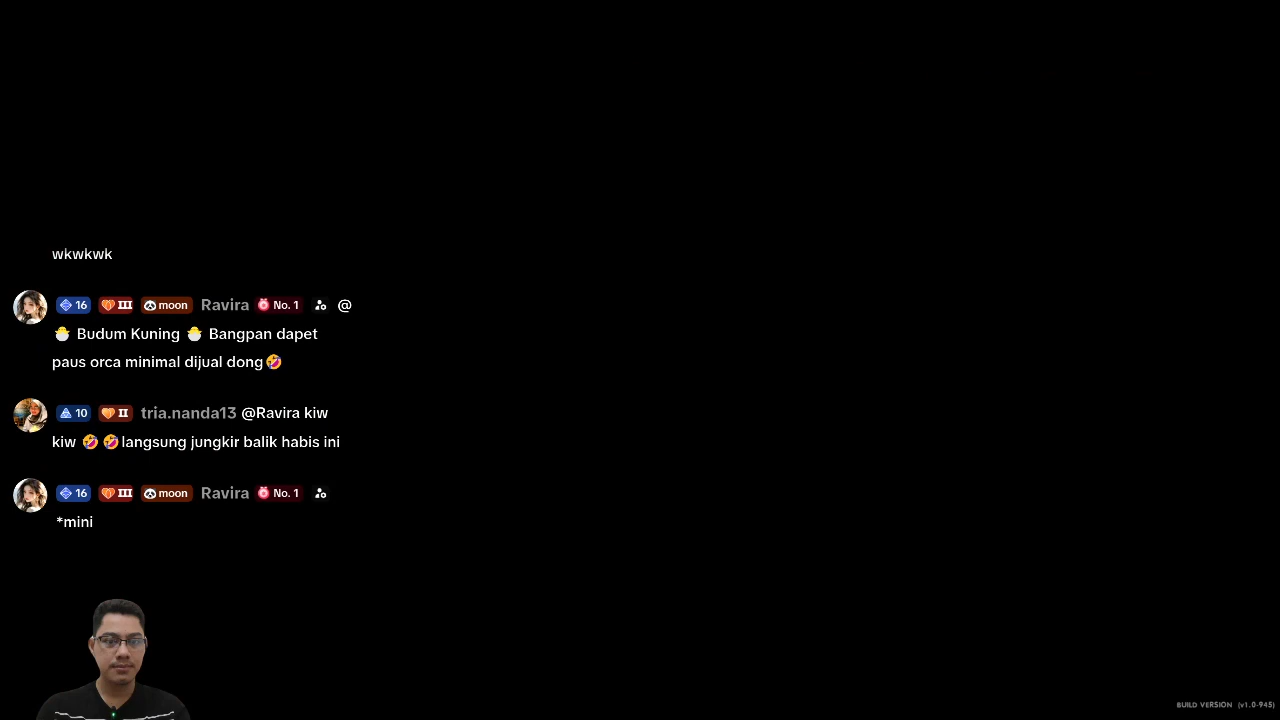 wkwkwk
16 III moon Ravira No. 1 @
🐣 Budum Kuning 🐣 Bangpan dapet
paus orca minimal dijual dong🤣
10 II tria.nanda13 @Ravira kiw
kiw 🤣🤣langsung jungkir balik habis ini
16 III moon Ravira No. 1
*mini
BUILD VERSION (v1.0-945)